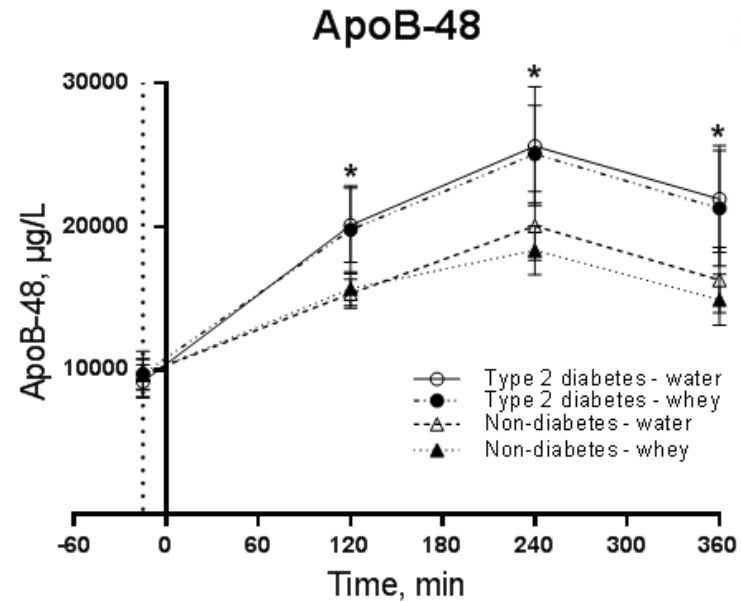 ApoB-48
30000
20000
10000
ApoB-48, µg/L
*
*
*
Type 2 diabetes - water
Type 2 diabetes - whey
Non-diabetes - water
Non-diabetes - whey
-60 0 60 120 180 240 300 360
Time, min